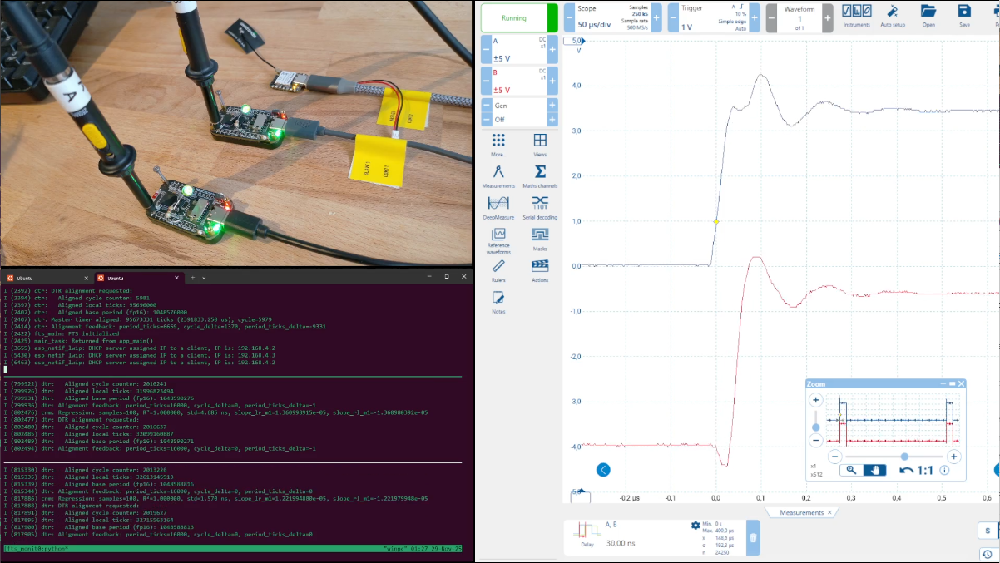 A
B
SLAVE1
COM11
Ubuntu
Ubuntu
I (2392) dtr: DTR alignment requested:
I (2394) dtr: Aligned cycle counter: 5981
I (2397) dtr: Aligned local ticks: 95696000
I (2402) dtr: Aligned base period (fp16): 1048576000
I (2407) dtr: Master timer aligned: 95673331 ticks (2391833.250 us), cycle=5979
I (2414) dtr: Alignment feedback: period_ticks=6669, cycle_delta=1370, period_ticks_delta=-9331
I (2422) fts_main: FTS initialized
I (2425) main_task: Returned from app_main()
I (3655) esp_netif_lwip: DHCP server assigned IP to a client, IP is: 192.168.4.2
I (5430) esp_netif_lwip: DHCP server assigned IP to a client, IP is: 192.168.4.3
I (6463) esp_netif_lwip: DHCP server assigned IP to a client, IP is: 192.168.4.2
I (799922) dtr: Aligned cycle counter: 2010241
I (799926) dtr: Aligned local ticks: 31996823494
I (799931) dtr: Aligned base period (fp16): 1048590276
I (799936) dtr: Alignment feedback: period_ticks=16000, cycle_delta=0, period_ticks_delta=-1
I (802476) crm: Regression: samples=100, R²=1.000000, std=4.685 ns, slope_lr_m1=1.360998915e-05, slope_rl_m1=-1.360980392e-05
I (802477) dtr: DTR alignment requested:
I (802480) dtr: Aligned cycle counter: 2016637
I (802485) dtr: Aligned local ticks: 32099160887
I (802489) dtr: Aligned base period (fp16): 1048590271
I (802494) dtr: Alignment feedback: period_ticks=16000, cycle_delta=0, period_ticks_delta=-1
I (815330) dtr: Aligned cycle counter: 2013226
I (815335) dtr: Aligned local ticks: 32613145913
I (815339) dtr: Aligned base period (fp16): 1048588816
I (815344) dtr: Alignment feedback: period_ticks=16000, cycle_delta=0, period_ticks_delta=0
I (817886) crm: Regression: samples=100, R²=1.000000, std=1.570 ns, slope_lr_m1=1.221994880e-05, slope_rl_m1=-1.221979948e-05
I (817888) dtr: DTR alignment requested:
I (817891) dtr: Aligned cycle counter: 2019627
I (817895) dtr: Aligned local ticks: 32715563164
I (817900) dtr: Aligned base period (fp16): 1048588813
I (817905) dtr: Alignment feedback: period_ticks=16000, cycle_delta=0, period_ticks_delta=0
"winpc" 01:27 29-Nov-25
Running
Scope
50 µs/div
Samples
250 kS
Sample rate
500 MS/s
Trigger
1 V
10 %
Simple edge
Auto
Waveform
1
of 1
Instruments
Auto setup
Open
Save
A
DC
x1
±5 V
B
DC
x1
±5 V
Gen
Off
More...
Views
Measurements
Maths channels
DeepMeasure
Serial decoding
Reference
waveforms
Masks
Rulers
Actions
Notes
5,0
V
4,0
3,0
2,0
1,0
0,0
-1,0
-2,0
-3,0
-4,0
-0,2 µs
-0,1
0,0
0,1
0,2
0,3
0,4
0,5
0,6
Zoom
x1
x512
1:1
Measurements
A, B
Delay
30,00 ns
Min. 0 s
Max. 400,0 µs
Σ 148,6 µs
σ 192,3 µs
n 24250
S